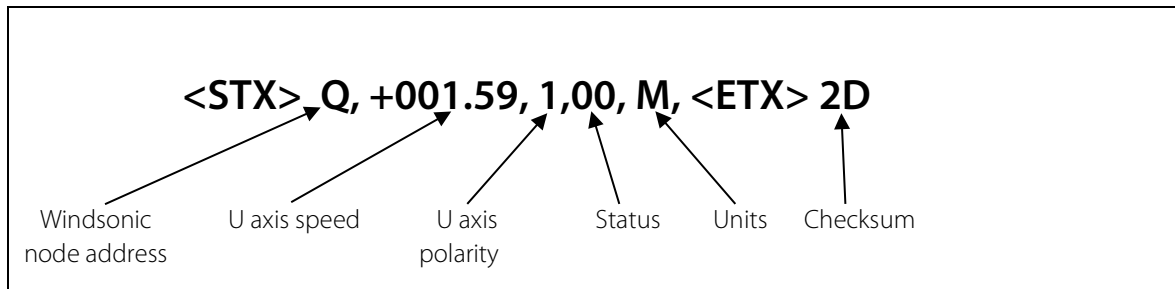 <STX> Q, +001.59, 1,00, M, <ETX> 2D
Windsonic node address
U axis speed
U axis polarity
Status
Units
Checksum